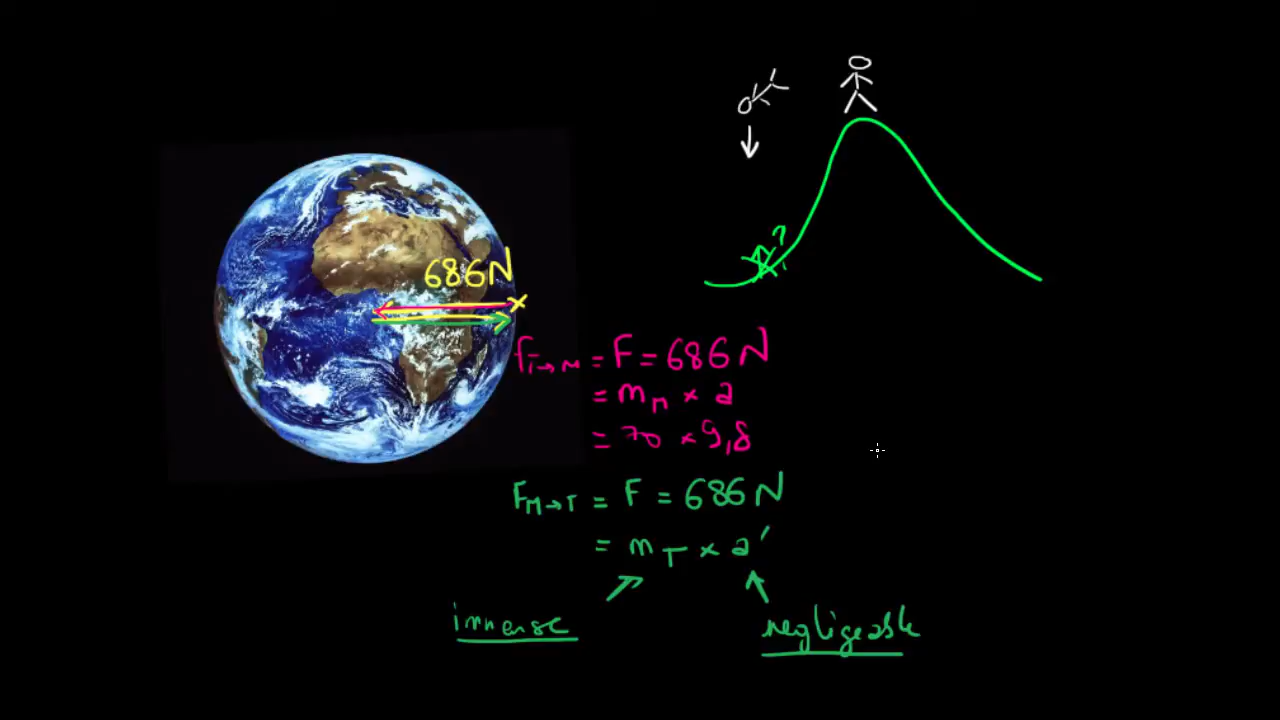 686N
?
F T→M = F = 686 N
= m M × a
= 70 × 9,8
F M→T = F = 686 N
= m T × a'
immense
negligeable